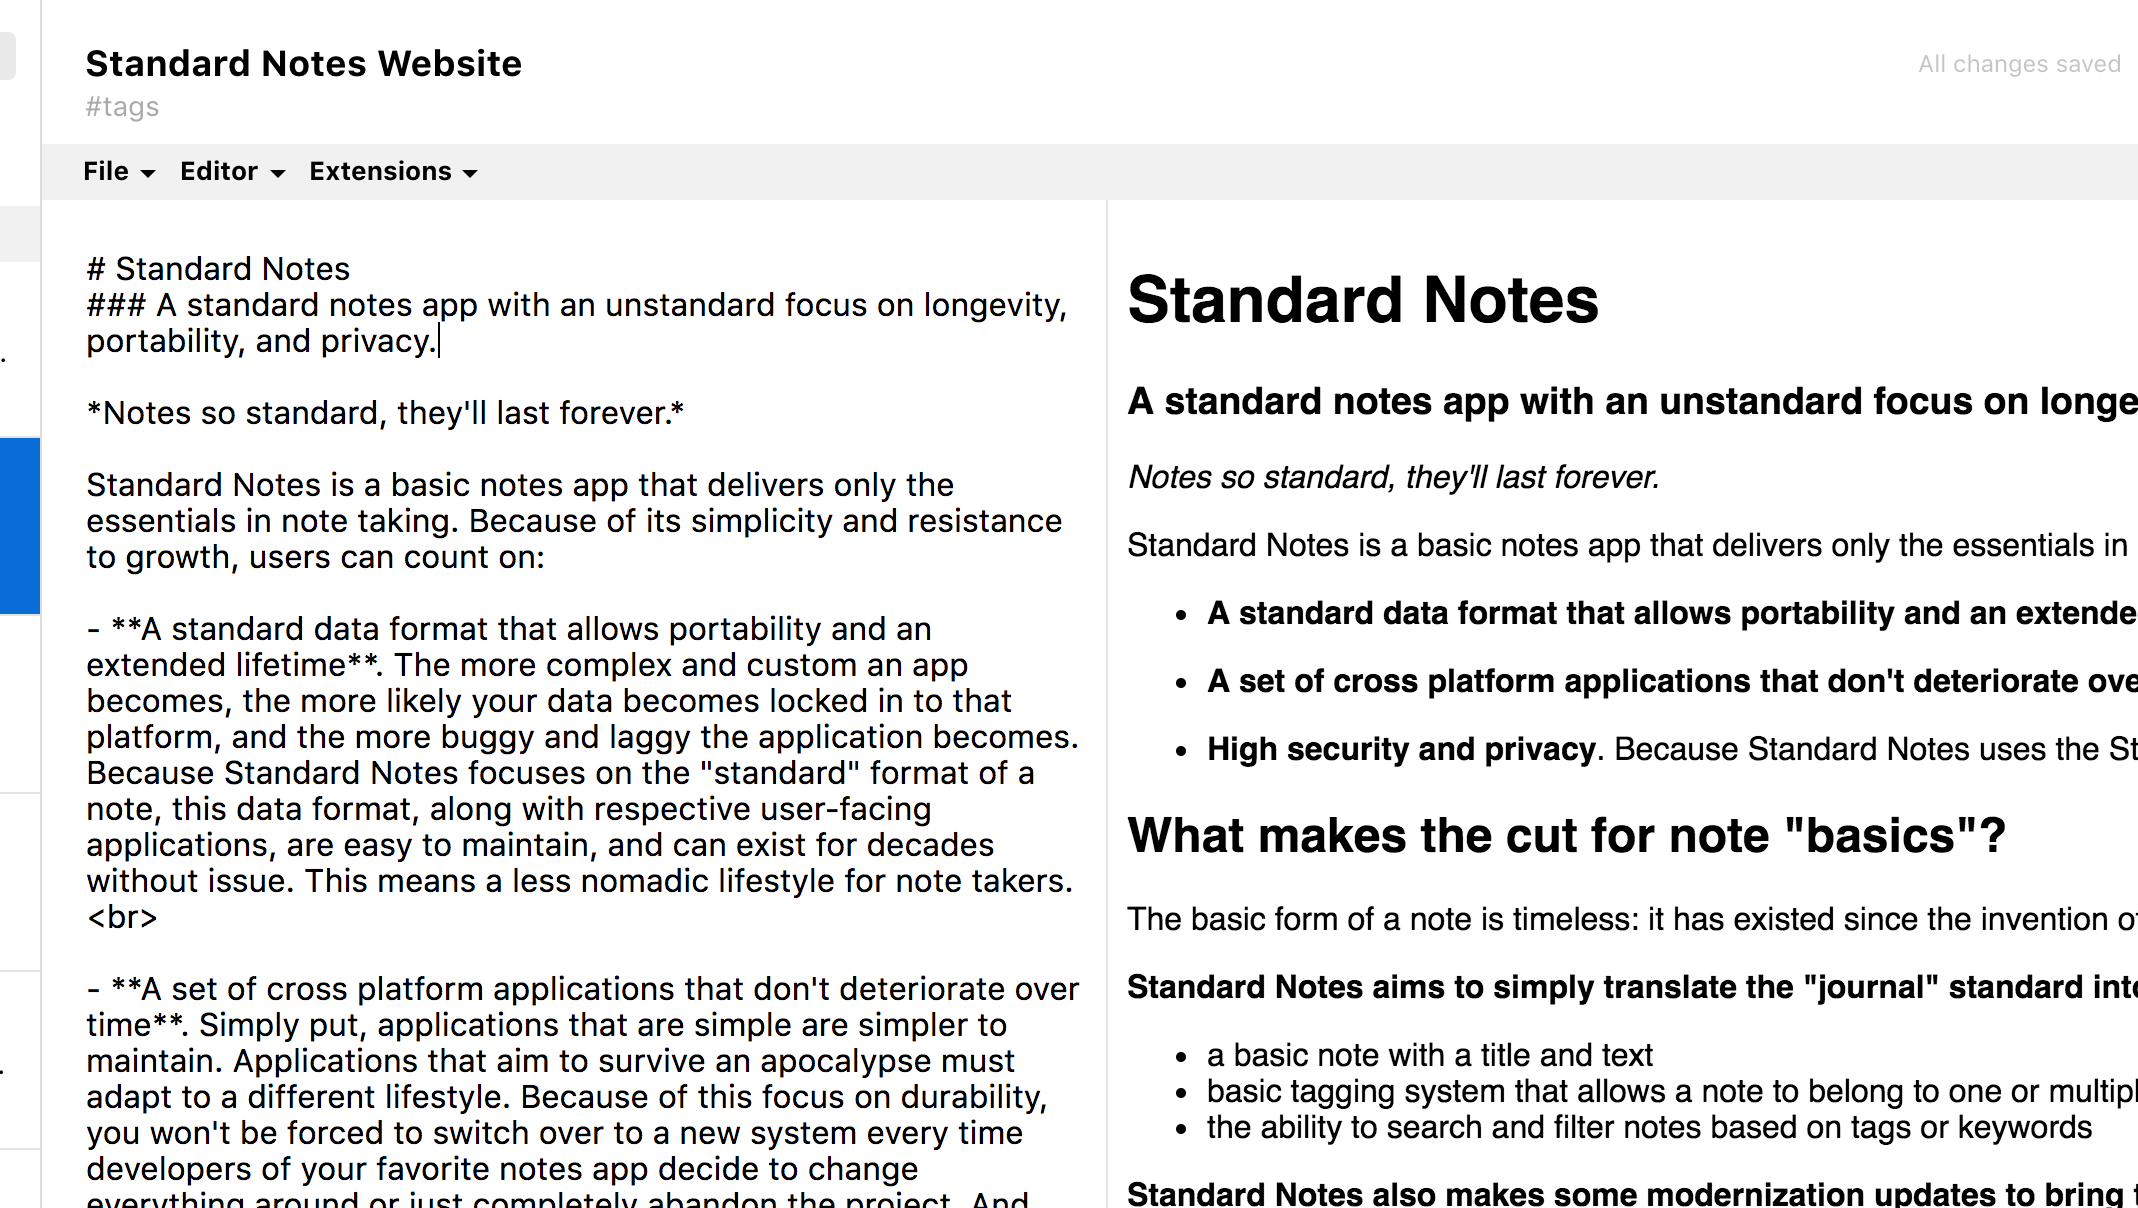 Standard Notes Website
All changes saved
#tags
File Editor Extensions
# Standard Notes
### A standard notes app with an unstandard focus on longevity,
portability, and privacy.
*Notes so standard, they'll last forever.*
Standard Notes is a basic notes app that delivers only the
essentials in note taking. Because of its simplicity and resistance
to growth, users can count on:
- **A standard data format that allows portability and an
extended lifetime**. The more complex and custom an app
becomes, the more likely your data becomes locked in to that
platform, and the more buggy and laggy the application becomes.
Because Standard Notes focuses on the "standard" format of a
note, this data format, along with respective user-facing
applications, are easy to maintain, and can exist for decades
without issue. This means a less nomadic lifestyle for note takers.
<br>
- **A set of cross platform applications that don't deteriorate over
time**. Simply put, applications that are simple are simpler to
maintain. Applications that aim to survive an apocalypse must
adapt to a different lifestyle. Because of this focus on durability,
you won't be forced to switch over to a new system every time
developers of your favorite notes app decide to change
everything around or just completely abandon the project. And
Standard Notes
A standard notes app with an unstandard focus on longe
Notes so standard, they'll last forever.
Standard Notes is a basic notes app that delivers only the essentials in
• A standard data format that allows portability and an extende
• A set of cross platform applications that don't deteriorate ove
• High security and privacy. Because Standard Notes uses the St
What makes the cut for note "basics"?
The basic form of a note is timeless: it has existed since the invention of
Standard Notes aims to simply translate the "journal" standard into
• a basic note with a title and text
• basic tagging system that allows a note to belong to one or multipl
• the ability to search and filter notes based on tags or keywords
Standard Notes also makes some modernization updates to bring t